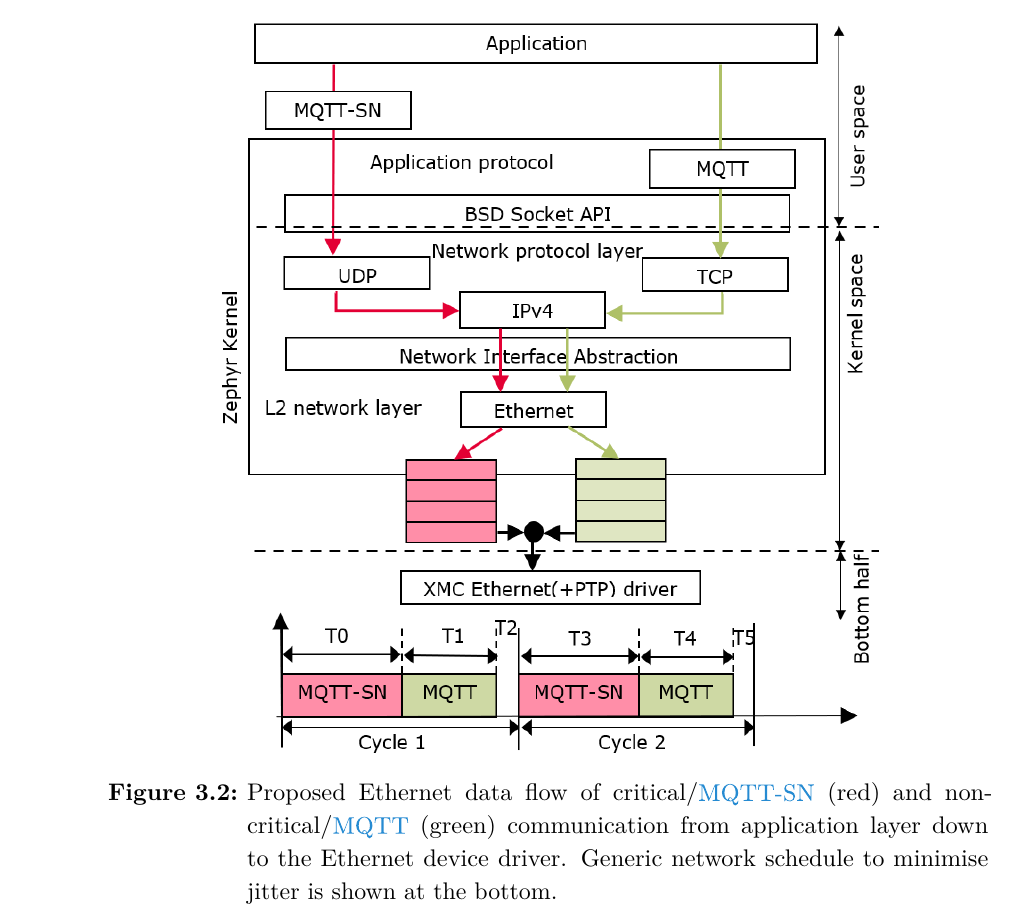 Application
MQTT-SN
User space
Application protocol
MQTT
BSD Socket API
Network protocol layer
UDP
TCP
Kernel space
Zephyr Kernel
IPv4
Network Interface Abstraction
L2 network layer
Ethernet
XMC Ethernet(+PTP) driver
Bottom half
T0 T1 T2 T3 T4 T5
MQTT-SN MQTT MQTT-SN MQTT
Cycle 1 Cycle 2
Figure 3.2: Proposed Ethernet data flow of critical/MQTT-SN (red) and non-
critical/MQTT (green) communication from application layer down
to the Ethernet device driver. Generic network schedule to minimise
jitter is shown at the bottom.